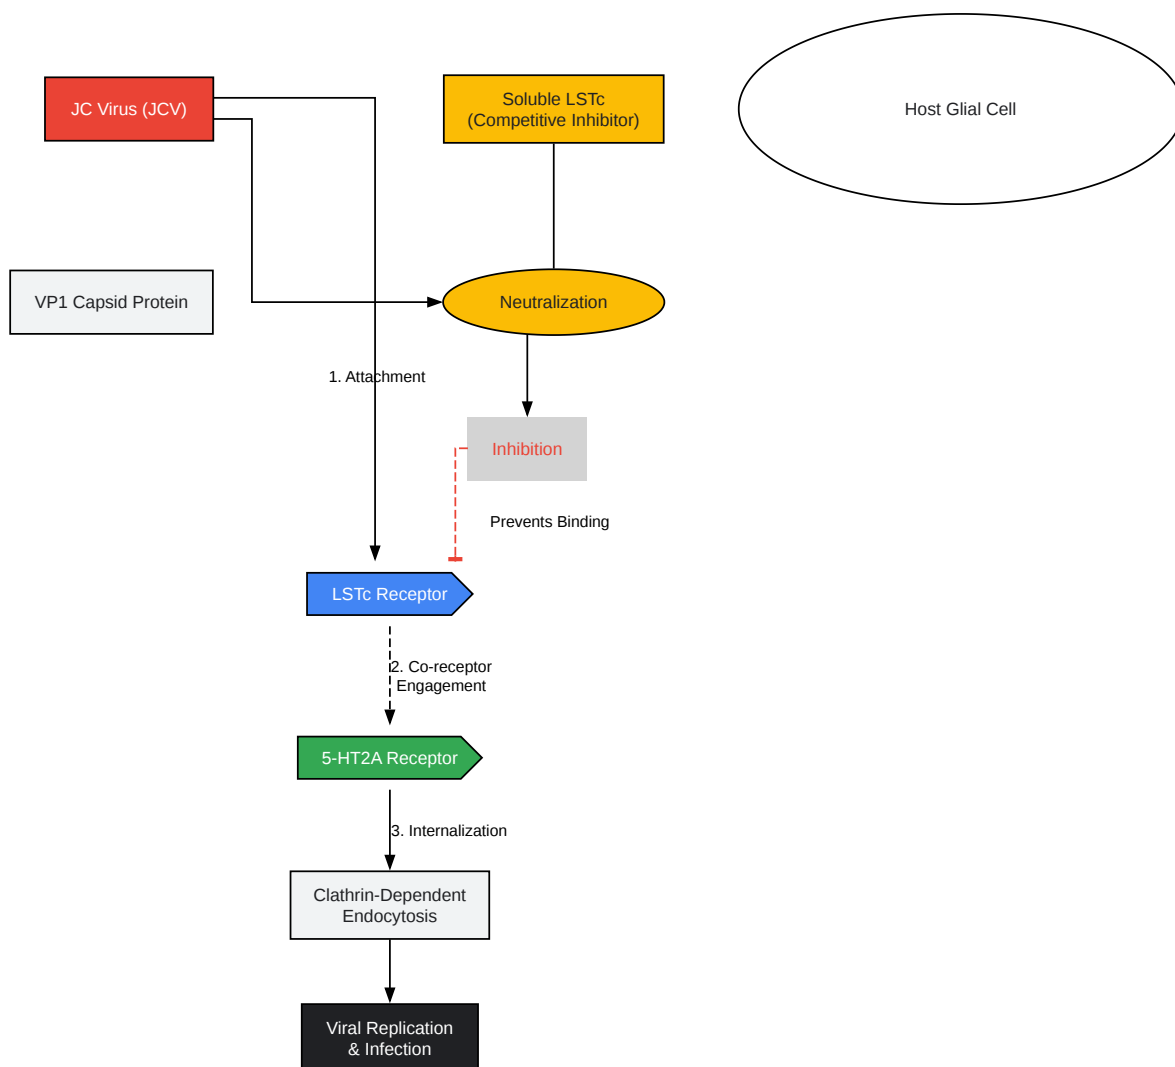 JC Virus (JCV)
Soluble LSTc
(Competitive Inhibitor)
Host Glial Cell
VP1 Capsid Protein
Neutralization
1. Attachment
Inhibition
Prevents Binding
LSTc Receptor
2. Co-receptor
Engagement
5-HT2A Receptor
3. Internalization
Clathrin-Dependent
Endocytosis
Viral Replication
& Infection